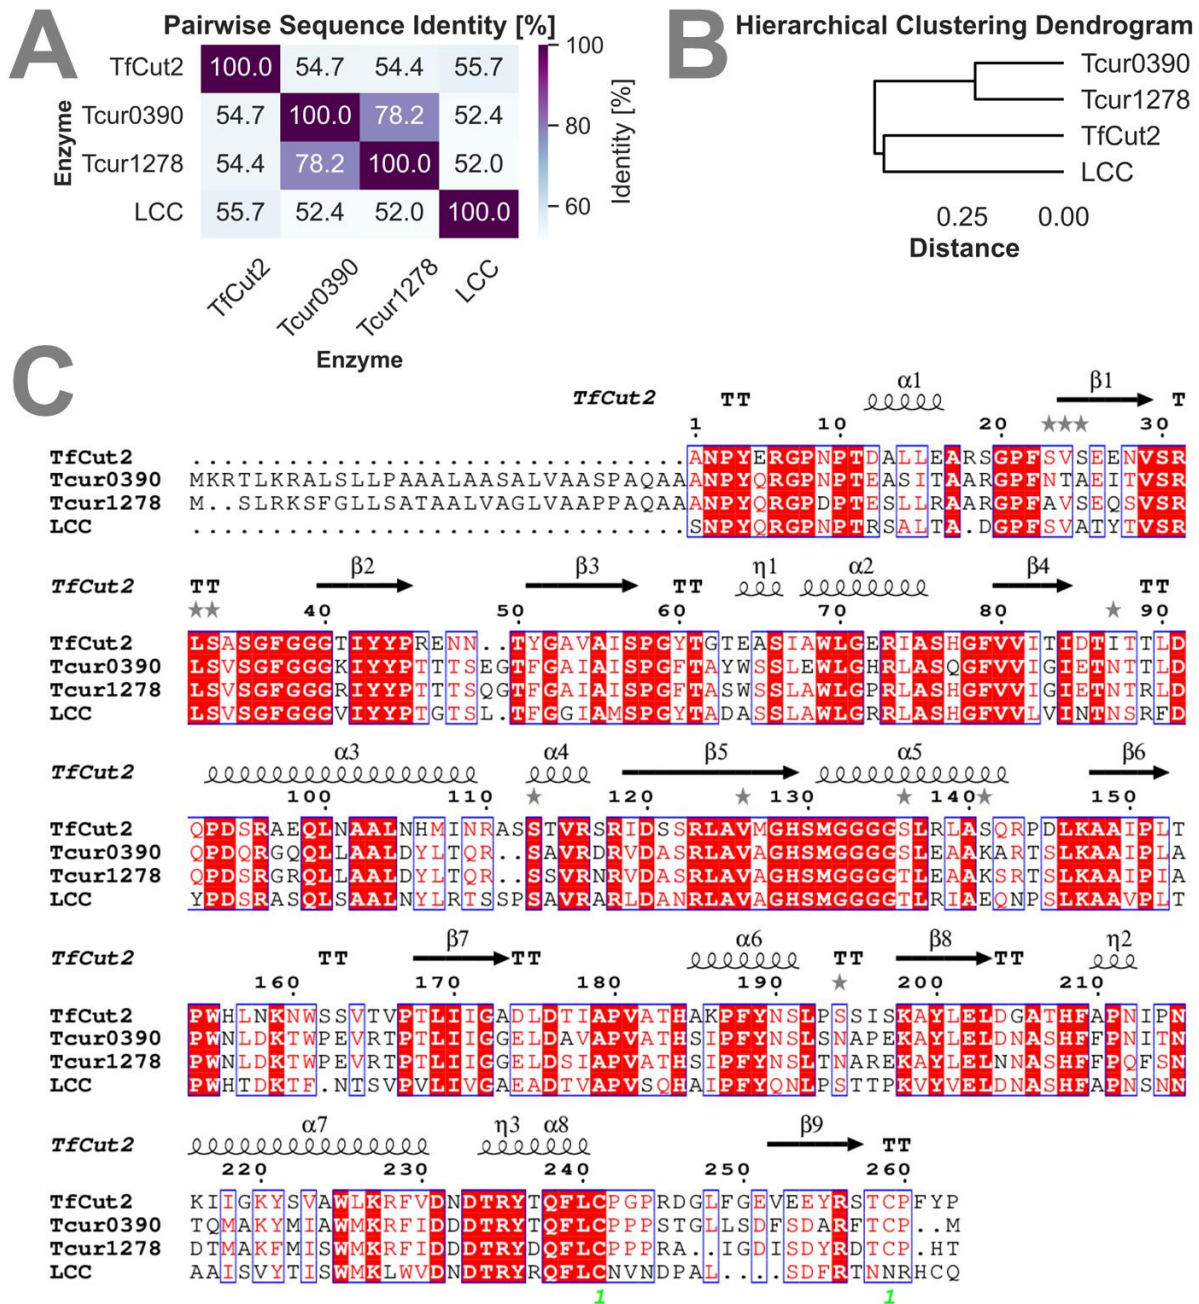 A
Pairwise Sequence Identity [%]
TfCut2 100.0 54.7 54.4 55.7
Tcur0390 54.7 100.0 78.2 52.4
Tcur1278 54.4 78.2 100.0 52.0
LCC 55.7 52.4 52.0 100.0
Enzyme
TfCut2 Tcur0390 Tcur1278 LCC
Enzyme
100
80
60
Identity [%]
B
Hierarchical Clustering Dendrogram
Tcur0390
Tcur1278
TfCut2
LCC
0.25 0.00
Distance
C
α1 β1
TfCut2 TT T
1 10 20 ★★★ 30
TfCut2 ...............................ANPYERGPNPTDALLEARSGPFSVSEENVSR
Tcur0390 MKRTLKRALSLLPAAALAASALVAASPAQAAANPYQRGPNPTEASITAARGPFNTAEITVSR
Tcur1278 M..SLRKSFGLLSATAALVAGLVAAPPAQAAANPYERGPDPTESLLRAARGPFAVSEQSVSR
LCC ...............................SNPYQRGPNPTRSALTA.DGPFSVATYTVSR
β2 β3 η1 α2 β4
TfCut2 TT TT TT
★★ 40 50 60 70 80 ★ 90
TfCut2 LSASGFGGGTIYYPRENN..TYGAVAISPGYTGTEASIAWLGERIASHGFVVITIDTITTLD
Tcur0390 LSVSGFGGGKIYYPTTTSEGTFGAIAISPGFTAYWSSLEWLGHRLASQGFVVIGIETNTTLD
Tcur1278 LSVSGFGGGRIYYPTTTSQGTFGAIAISPGFTASWSSLAWLGPRLASHGFVVIGIETNTRLD
LCC LSVSGFGGGVIYYPTGTSL.TFGGIAMSPGYTADASSLAWLGRRLASHGFVVLVINTNSRFD
α3 α4 β5 α5 β6
TfCut2
100 110 ★ 120 ★ 130 ★ 140 ★ 150
TfCut2 QPDSRAEQLNAALNHMINRASSTVRSRIDSSRLAVMGHSMGGGGSLRLASQRPDLKAAIPLT
Tcur0390 QPDQRGQQLLAALDYLTQR..SAVRDRVDASRLAVAGHSMGGGGSLEAAKARTSLKAAIPLA
Tcur1278 QPDSRGRQLLAALDYLTQR..SSVRNRVDASRLAVAGHSMGGGGTLEAAKSRTSLKAAIPIA
LCC YPDSRASQLSAALNYLRTSSPSAVRARLDANRLAVAGHSMGGGGTLRIAEQNPSLKAAVPLT
β7 α6 β8 η2
TfCut2 TT TT TT TT
160 170 180 190 ★ 200 210
TfCut2 PWHLNKNWSSVTVPTLIIGADLDTIAPVATHAKPFYNSLPSSISKAYLELDGATHFAPNIPN
Tcur0390 PWNLDKTWPEVRTPTLIIGGELDAVAPVATHSIPFYNSLSNAPEKAYLELDNASHFFPNITN
Tcur1278 PWNLDKTWPEVRTPTLIIGGELDSIAPVATHSIPFYNSLTNAREKAYLELNNASHFFPQFSN
LCC PWHTDKTF.NTSVPVLIVGAEADTVAPVSQHAIPFYQNLPSTTPKVYVELDNASHFAPNSNN
α7 η3 α8 β9
TfCut2 TT
220 230 240 250 260
TfCut2 KIIGKYSVAWLKRFVDNDTRYTQFLCPGPRDGLFGEVEEYRSTCPFYP
Tcur0390 TQMAKYMIAWMKRFIDDDTRYTQFLCPPPSTGLLSDFSDARFTCP..M
Tcur1278 DTMAKFMISWMKRFIDDDTRYDQFLCPPPRA..IGDISDYRDTCP.HT
LCC AAISVYTISWMKLWVDNDTRYRQFLCNVNDPAL....SDFRTNNRHCQ
1 1